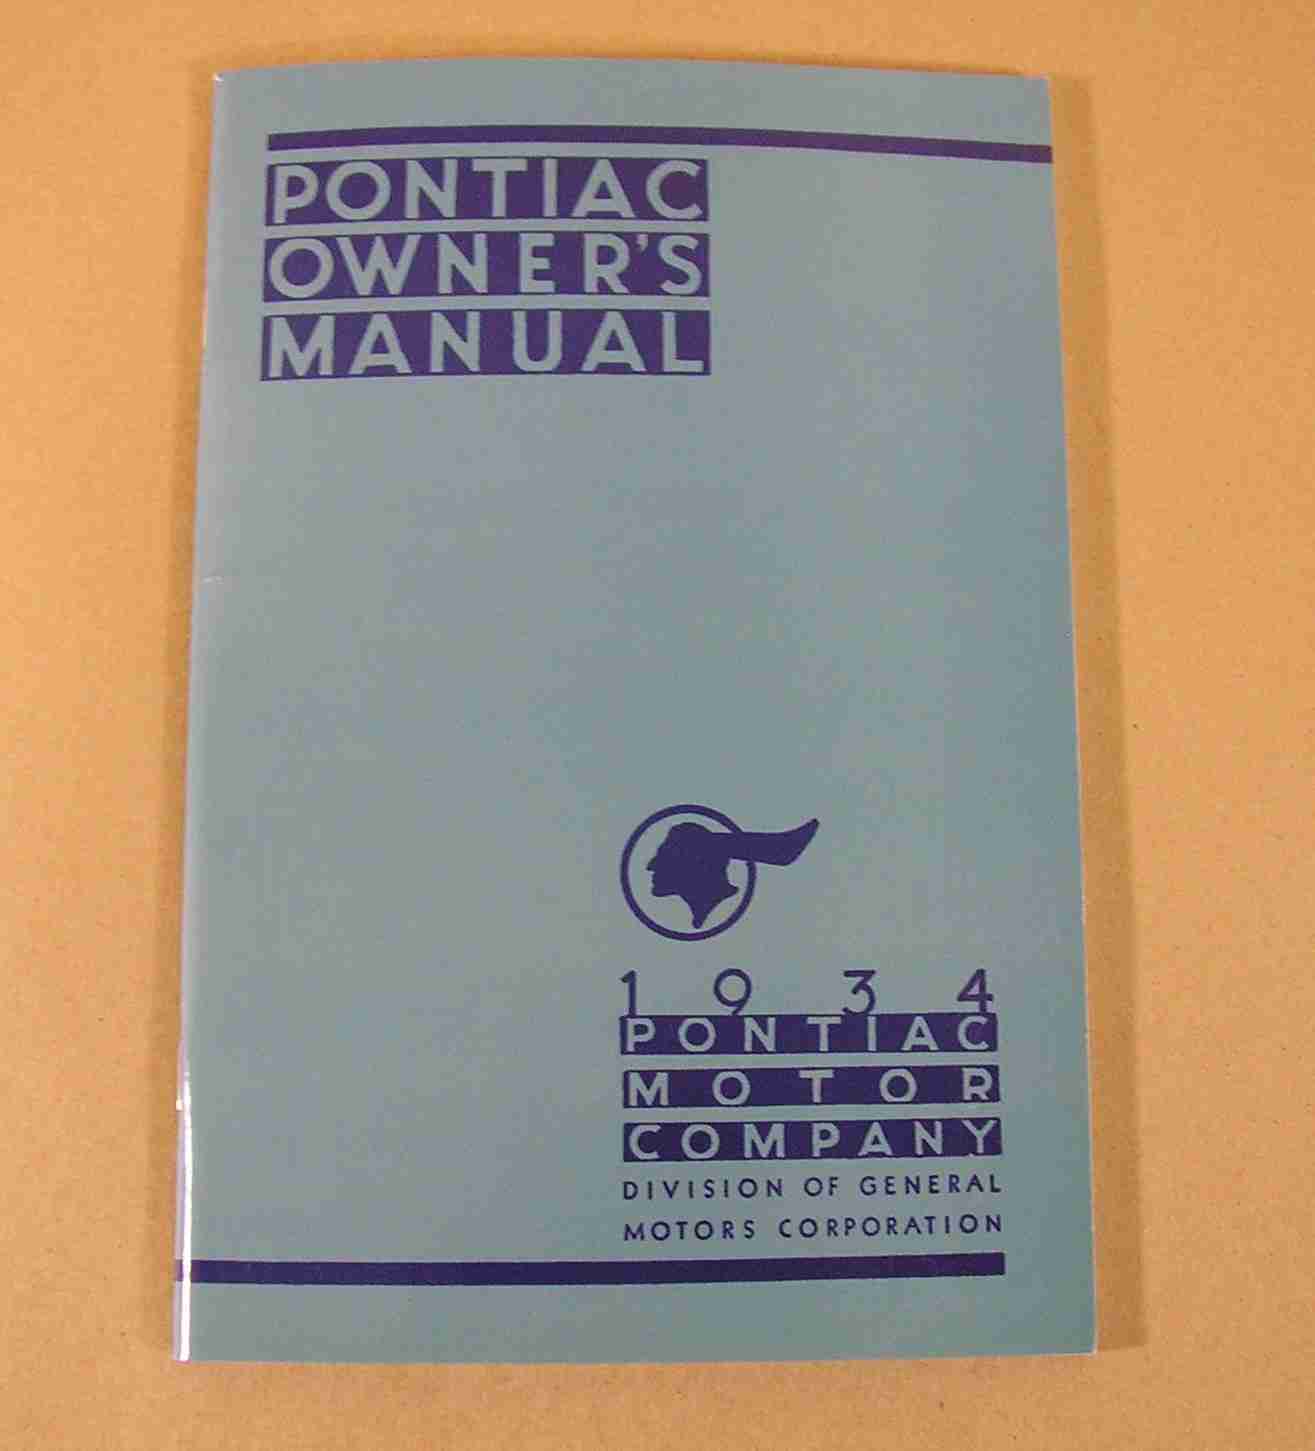 PONTIAC
OWNER'S
MANUAL
1934
PONTIAC
MOTOR
COMPANY
DIVISION OF GENERAL
MOTORS CORPORATION